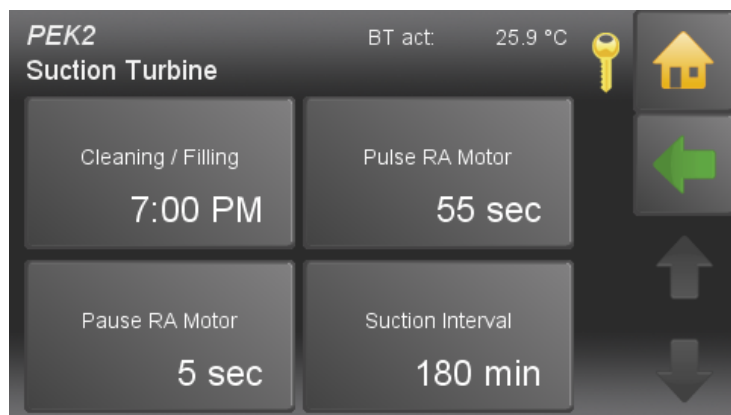 PEK2 BT act: 25.9 °C
Suction Turbine
Cleaning / Filling
7:00 PM
Pulse RA Motor
55 sec
Pause RA Motor
5 sec
Suction Interval
180 min